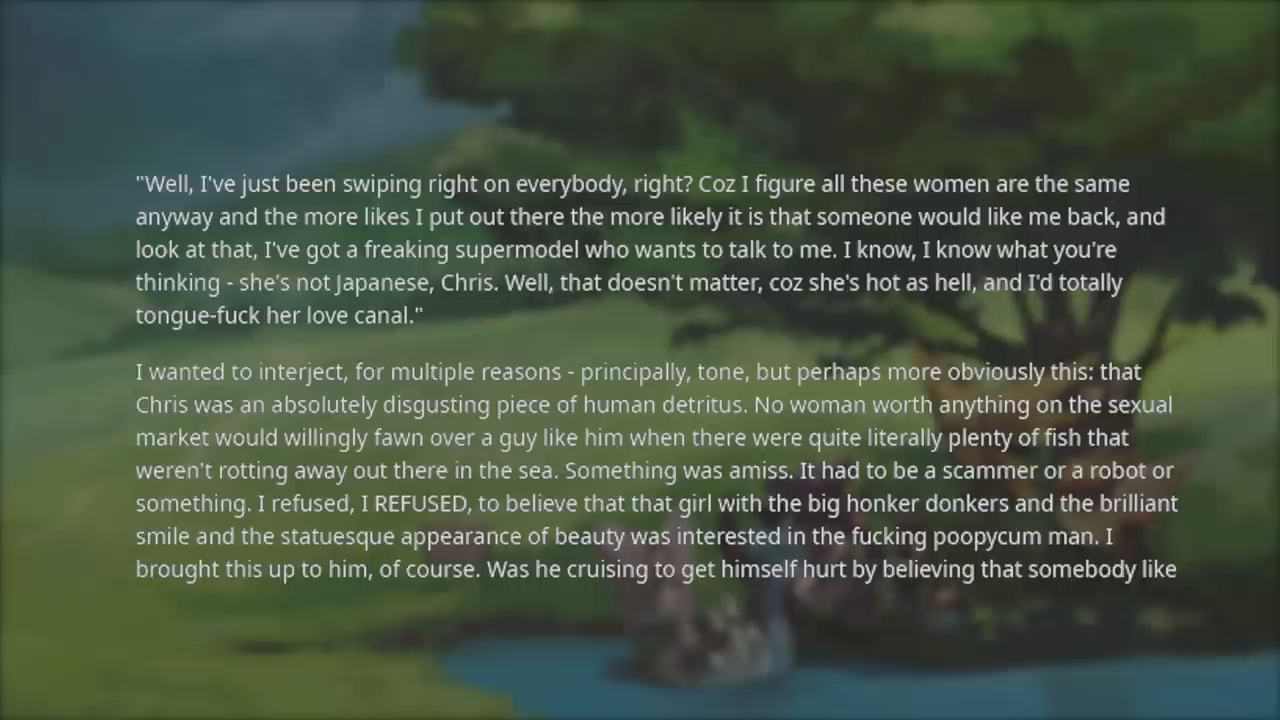 "Well, I've just been swiping right on everybody, right? Coz I figure all these women are the same
anyway and the more likes I put out there the more likely it is that someone would like me back, and
look at that, I've got a freaking supermodel who wants to talk to me. I know, I know what you're
thinking - she's not Japanese, Chris. Well, that doesn't matter, coz she's hot as hell, and I'd totally
tongue-fuck her love canal."
I wanted to interject, for multiple reasons - principally, tone, but perhaps more obviously this: that
Chris was an absolutely disgusting piece of human detritus. No woman worth anything on the sexual
market would willingly fawn over a guy like him when there were quite literally plenty of fish that
weren't rotting away out there in the sea. Something was amiss. It had to be a scammer or a robot or
something. I refused, I REFUSED, to believe that that girl with the big honker donkers and the brilliant
smile and the statuesque appearance of beauty was interested in the fucking poopycum man. I
brought this up to him, of course. Was he cruising to get himself hurt by believing that somebody like